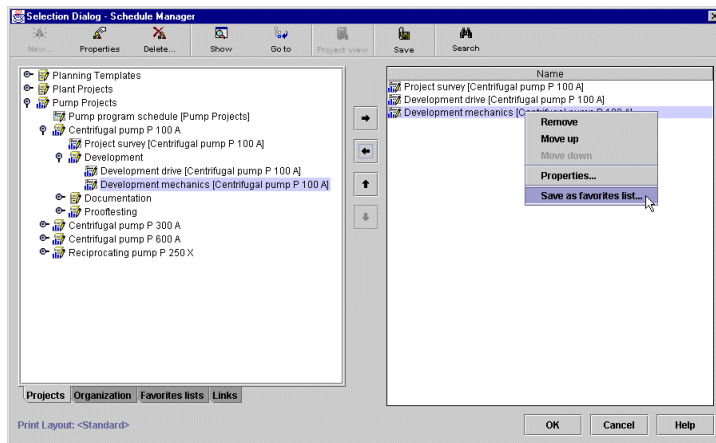 Selection Dialog - Schedule Manager
New... Properties Delete... Show Go to Project view Save Search
Planning Templates
Plant Projects
Pump Projects
Pump program schedule [Pump Projects]
Centrifugal pump P 100 A
Project survey [Centrifugal pump P 100 A]
Development
Development drive [Centrifugal pump P 100 A]
Development mechanics [Centrifugal pump P 100 A]
Documentation
Prooftesting
Centrifugal pump P 300 A
Centrifugal pump P 600 A
Reciprocating pump P 250 X
Name
Project survey [Centrifugal pump P 100 A]
Development drive [Centrifugal pump P 100 A]
Development mechanics [Centrifugal pump P 100 A]
Remove
Move up
Move down
Properties...
Save as favorites list...
Projects Organization Favorites lists Links
Print Layout: <Standard>
OK Cancel Help